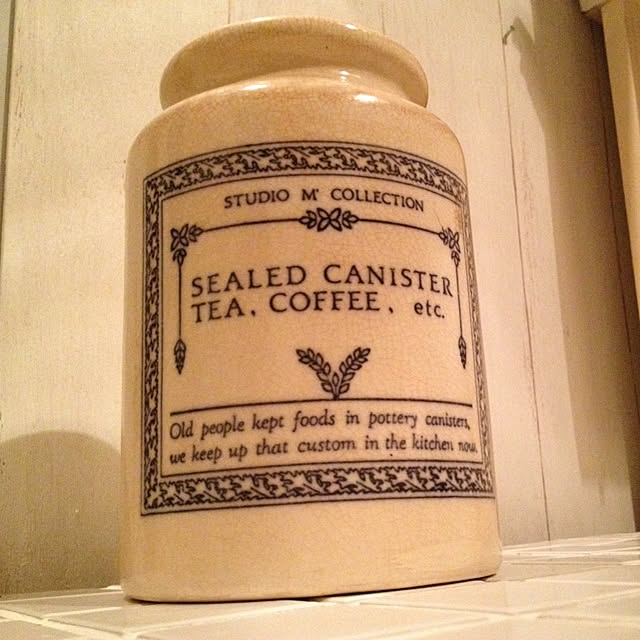 STUDIO M' COLLECTION
SEALED CANISTER
TEA, COFFEE, etc.
Old people kept foods in pottery canisters,
we keep up that custom in the kitchen now.